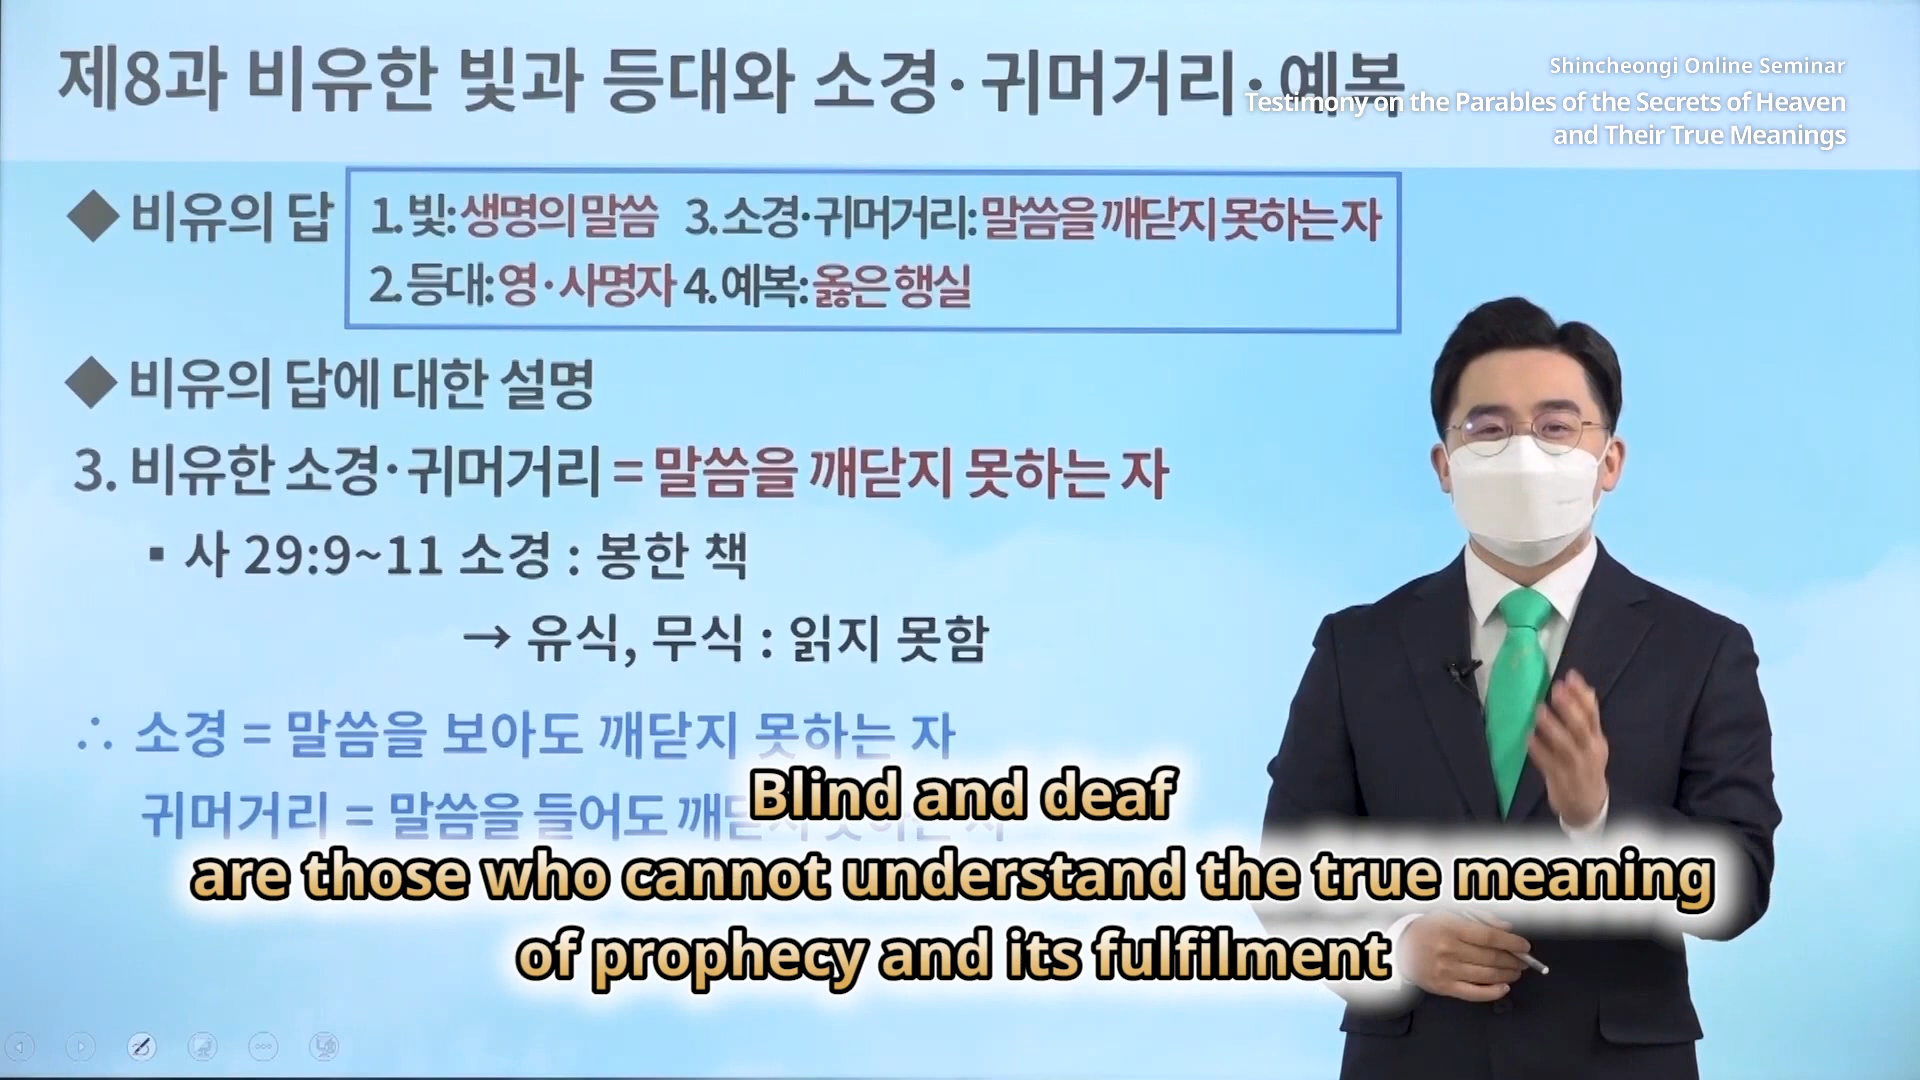 제8과 비유한 빛과 등대와 소경·귀머거리·예복
Shincheongi Online Seminar
Testimony on the Parables of the Secrets of Heaven
and Their True Meanings
◆ 비유의 답
1. 빛: 생명의 말씀 3. 소경·귀머거리: 말씀을 깨닫지 못하는 자
2. 등대: 영·사명자 4. 예복: 옳은 행실
◆ 비유의 답에 대한 설명
3. 비유한 소경·귀머거리 = 말씀을 깨닫지 못하는 자
▪ 사 29:9~11 소경 : 봉한 책
→ 유식, 무식 : 읽지 못함
∴ 소경 = 말씀을 보아도 깨닫지 못하는 자
귀머거리 = 말씀을 들어도 깨닫지 못하는 자
Blind and deaf
are those who cannot understand the true meaning
of prophecy and its fulfilment